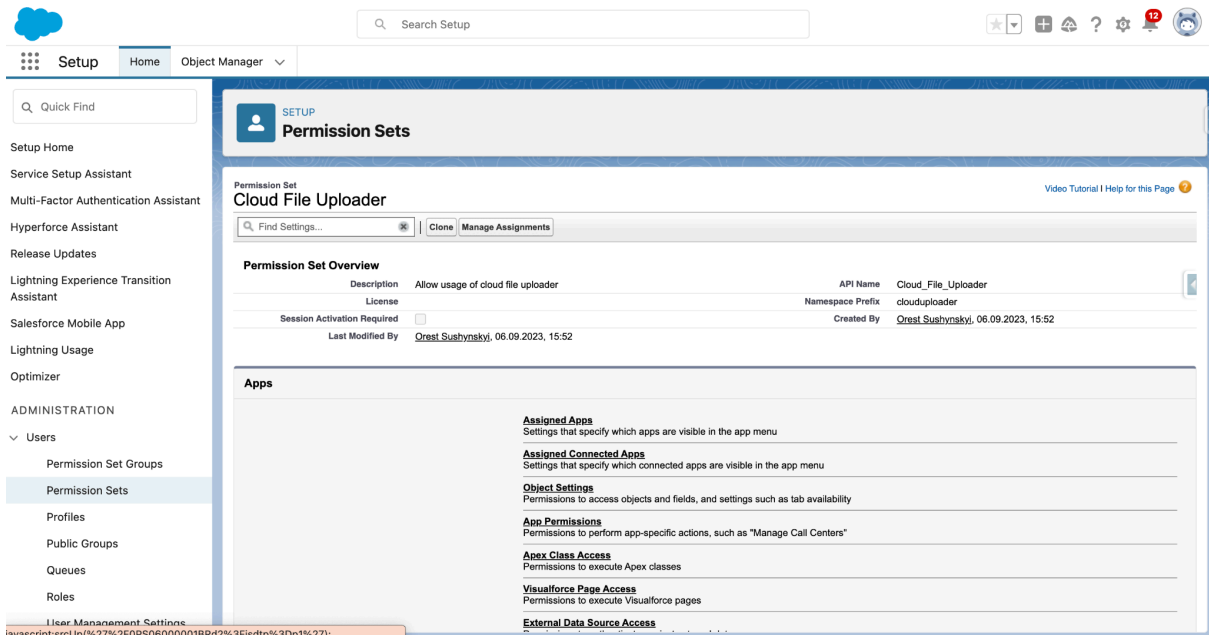 Search Setup
12
Setup
Home
Object Manager
Quick Find
Setup Home
Service Setup Assistant
Multi-Factor Authentication Assistant
Hyperforce Assistant
Release Updates
Lightning Experience Transition
Assistant
Salesforce Mobile App
Lightning Usage
Optimizer
ADMINISTRATION
Users
Permission Set Groups
Permission Sets
Profiles
Public Groups
Queues
Roles
User Management Settings
SETUP
Permission Sets
Permission Set
Cloud File Uploader
Video Tutorial | Help for this Page
Find Settings... | Clone Manage Assignments
Permission Set Overview
Description Allow usage of cloud file uploader API Name Cloud_File_Uploader
License Namespace Prefix clouduploader
Session Activation Required Created By Orest Sushynskyi, 06.09.2023, 15:52
Last Modified By Orest Sushynskyi, 06.09.2023, 15:52
Apps
Assigned Apps
Settings that specify which apps are visible in the app menu
Assigned Connected Apps
Settings that specify which connected apps are visible in the app menu
Object Settings
Permissions to access objects and fields, and settings such as tab availability
App Permissions
Permissions to perform app-specific actions, such as "Manage Call Centers"
Apex Class Access
Permissions to execute Apex classes
Visualforce Page Access
Permissions to execute Visualforce pages
External Data Source Access